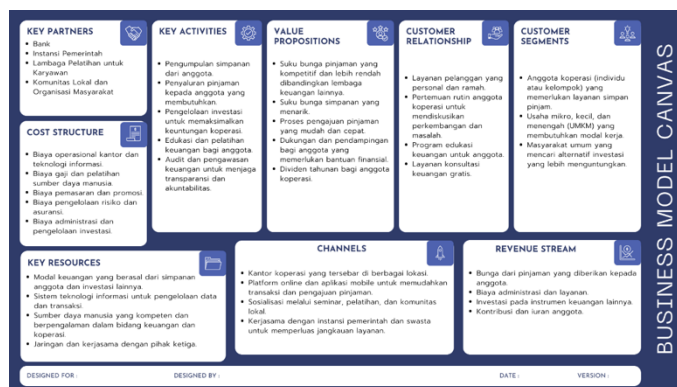 KEY PARTNERS
• Bank
• Instansi Pemerintah
• Lambaga Pelatihan untuk
Karyawan
• Komunitas Lokal dan
Organisasi Masyarakat
COST STRUCTURE
• Biaya operasional kantor dan
teknologi informasi.
• Biaya gaji dan pelatihan
sumber daya manusia.
• Biaya pemasaran dan promosi.
• Biaya pengelolaan risiko dan
asuransi.
• Biaya administrasi dan
pengelolaan investasi.
KEY ACTIVITIES
• Pengumpulan simpanan
dari anggota.
• Penyaluran pinjaman
kepada anggota yang
membutuhkan.
• Pengelolaan investasi
untuk memaksimalkan
keuntungan koperasi.
• Edukasi dan pelatihan
keuangan bagi anggota.
• Audit dan pengawasan
keuangan untuk menjaga
transparansi dan
akuntabilitas.
VALUE
PROPOSITIONS
• Suku bunga pinjaman yang
kompetitif dan lebih rendah
dibandingkan lembaga
keuangan lainnya.
• Suku bunga simpanan yang
menarik.
• Proses pengajuan pinjaman
yang mudah dan cepat.
• Dukungan dan pendampingan
bagi anggota yang
memerlukan bantuan finansial.
• Dividen tahunan bagi anggota
koperasi.
CUSTOMER
RELATIONSHIP
• Layanan pelanggan yang
personal dan ramah.
• Pertemuan rutin anggota
koperasi untuk
mendiskusikan
perkembangan dan
masalah.
• Program edukasi
keuangan untuk anggota.
• Layanan konsultasi
keuangan gratis.
CUSTOMER
SEGMENTS
• Anggota koperasi (individu
atau kelompok) yang
memerlukan layanan simpan
pinjam.
• Usaha mikro, kecil, dan
menengah (UMKM) yang
membutuhkan modal kerja.
• Masyarakat umum yang
mencari alternatif investasi
yang lebih menguntungkan.
KEY RESOURCES
• Modal keuangan yang berasal dari simpanan
anggota dan investasi lainnya.
• Sistem teknologi informasi untuk pengelolaan data
dan transaksi.
• Sumber daya manusia yang kompeten dan
berpengalaman dalam bidang keuangan dan
koperasi.
• Jaringan dan kerjasama dengan pihak ketiga.
CHANNELS
• Kantor koperasi yang tersebar di berbagai lokasi.
• Platform online dan aplikasi mobile untuk memudahkan
transaksi dan pengajuan pinjaman.
• Sosialisasi melalui seminar, pelatihan, dan komunitas
lokal.
• Kerjasama dengan instansi pemerintah dan swasta
untuk memperluas jangkauan layanan.
REVENUE STREAM
• Bunga dari pinjaman yang diberikan kepada
anggota.
• Biaya administrasi dan layanan.
• Investasi pada instrumen keuangan lainnya.
• Kontribusi dan iuran anggota.
BUSINESS MODEL CANVAS
DESIGNED FOR :
DESIGNED BY :
DATE :
VERSION :